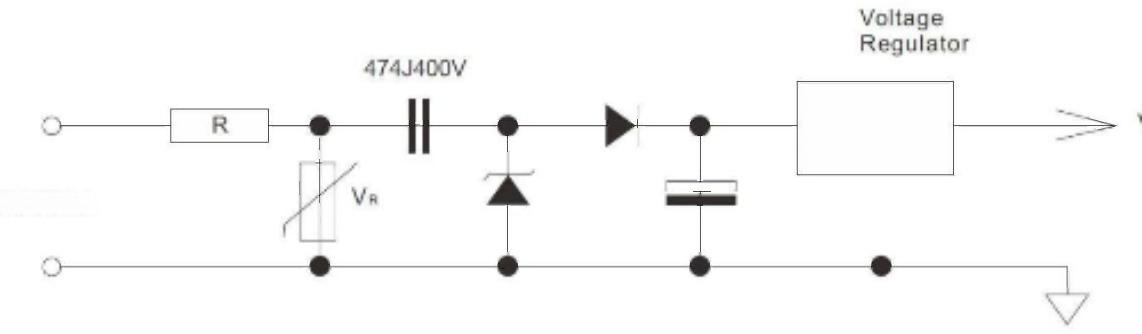 Voltage
Regulator
474J400V
R
VR